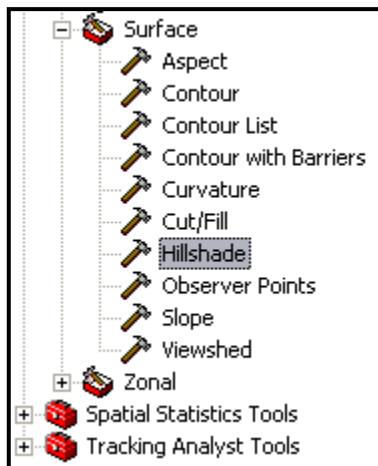 Surface
Aspect
Contour
Contour List
Contour with Barriers
Curvature
Cut/Fill
Hillshade
Observer Points
Slope
Viewshed
Zonal
Spatial Statistics Tools
Tracking Analyst Tools